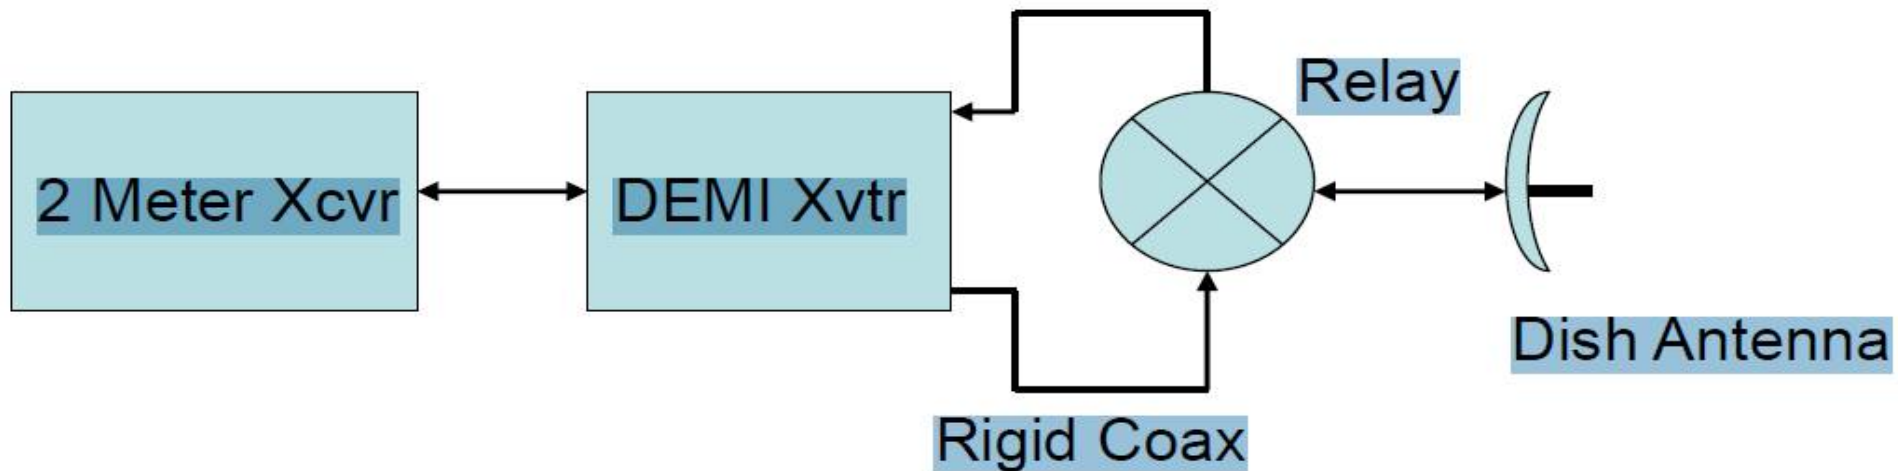 Relay
2 Meter Xcvr
DEMI Xvtr
Dish Antenna
Rigid Coax